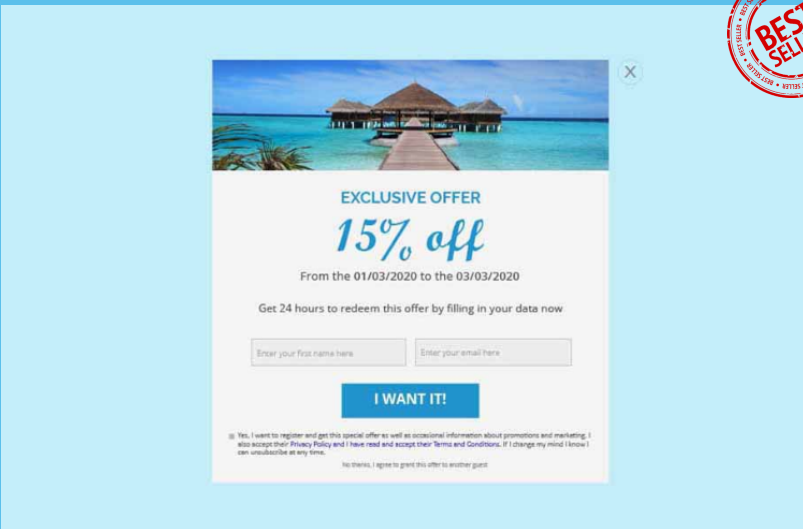 BEST SELLER
X
EXCLUSIVE OFFER
15% off
From the 01/03/2020 to the 03/03/2020
Get 24 hours to redeem this offer by filling in your data now
Enter your first name here
Enter your email here
I WANT IT!
Yes, I want to register and get this special offer as well as occasional information about promotions and marketing. I
also accept their Privacy Policy and I have read and accept their Terms and Conditions. If I change my mind I know I
can unsubscribe at any time.
No thanks, I agree to grant this offer to another guest